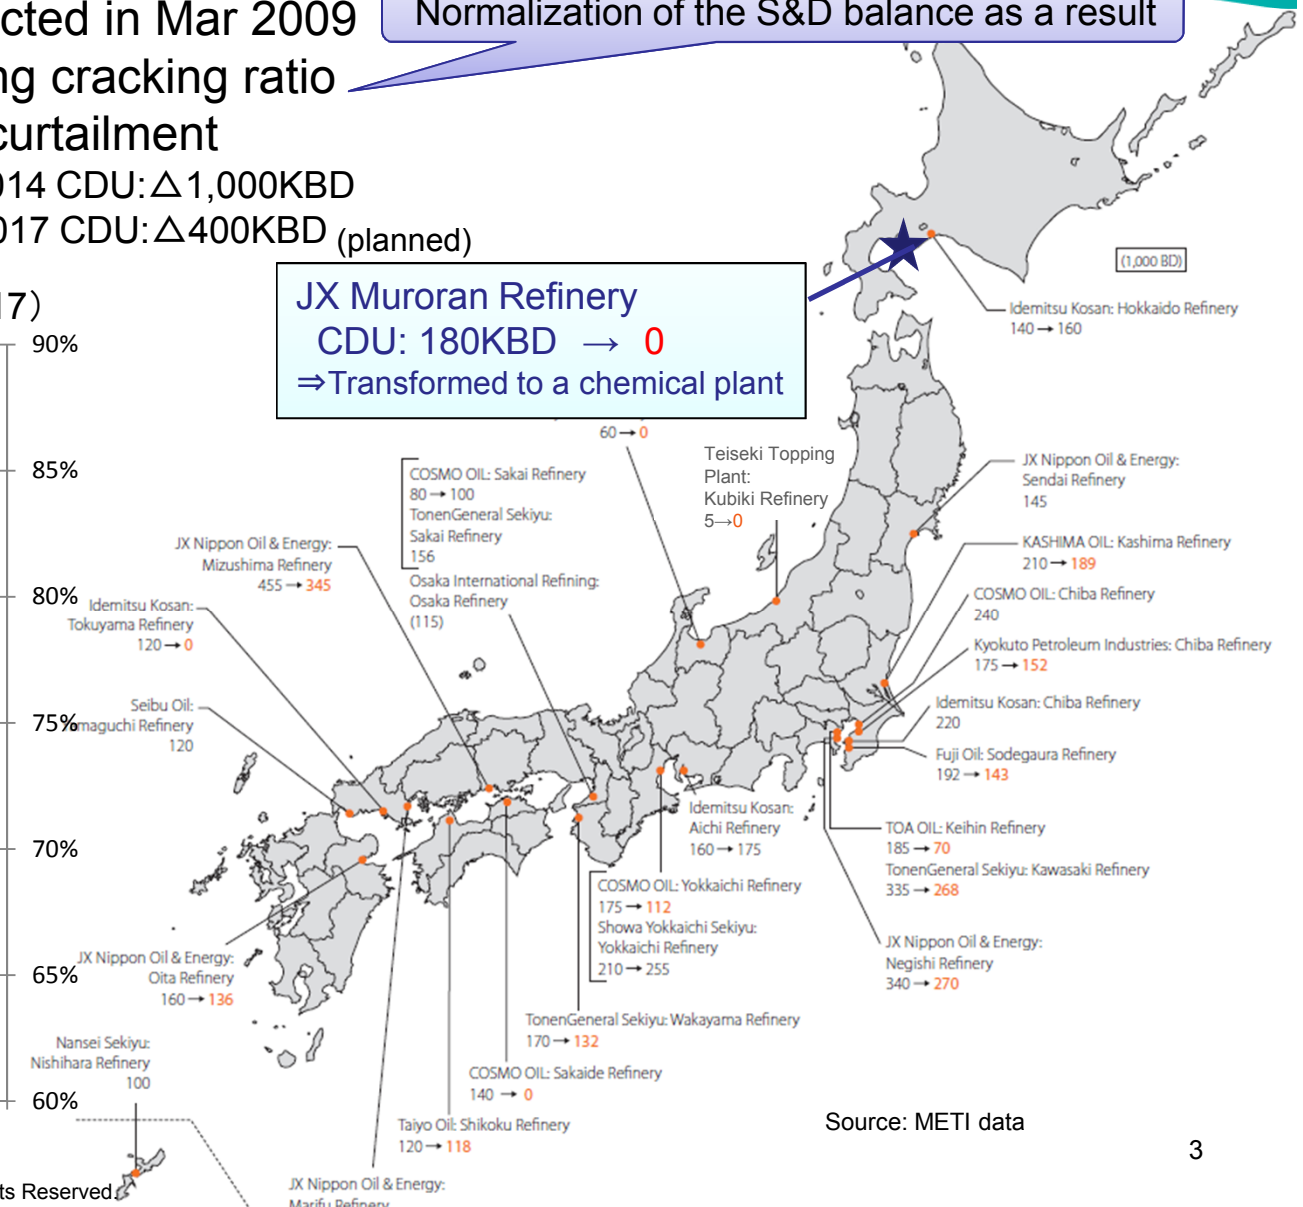 cted in Mar 2009
Normalization of the S&D balance as a result
ng cracking ratio
curtailment
014 CDU:△1,000KBD
017 CDU:△400KBD (planned)
(1,000 BD)
17）
JX Muroran Refinery
CDU: 180KBD → 0
⇒Transformed to a chemical plant
Idemitsu Kosan: Hokkaido Refinery
140 → 160
90%
85%
80%
75%
70%
65%
60%
60 → 0
Teiseki Topping
Plant:
Kubiki Refinery
5→0
COSMO OIL: Sakai Refinery
80 → 100
TonenGeneral Sekiyu:
Sakai Refinery
156
Osaka International Refining:
Osaka Refinery
(115)
JX Nippon Oil & Energy:
Mizushima Refinery
455 → 345
Idemitsu Kosan:
Tokuyama Refinery
120 → 0
Seibu Oil:
maguchi Refinery
120
JX Nippon Oil & Energy:
Sendai Refinery
145
KASHIMA OIL: Kashima Refinery
210 → 189
COSMO OIL: Chiba Refinery
240
Kyokuto Petroleum Industries: Chiba Refinery
175 → 152
Idemitsu Kosan: Chiba Refinery
220
Fuji Oil: Sodegaura Refinery
192 → 143
TOA OIL: Keihin Refinery
185 → 70
TonenGeneral Sekiyu: Kawasaki Refinery
335 → 268
JX Nippon Oil & Energy:
Negishi Refinery
340 → 270
Idemitsu Kosan:
Aichi Refinery
160 → 175
COSMO OIL: Yokkaichi Refinery
175 → 112
Showa Yokkaichi Sekiyu:
Yokkaichi Refinery
210 → 255
TonenGeneral Sekiyu: Wakayama Refinery
170 → 132
COSMO OIL: Sakaide Refinery
140 → 0
Taiyo Oil: Shikoku Refinery
120 → 118
JX Nippon Oil & Energy:
Oita Refinery
160 → 136
Nansei Sekiyu:
Nishihara Refinery
100
JX Nippon Oil & Energy:
Marifu Refinery
Source: METI data
3
ts Reserved.